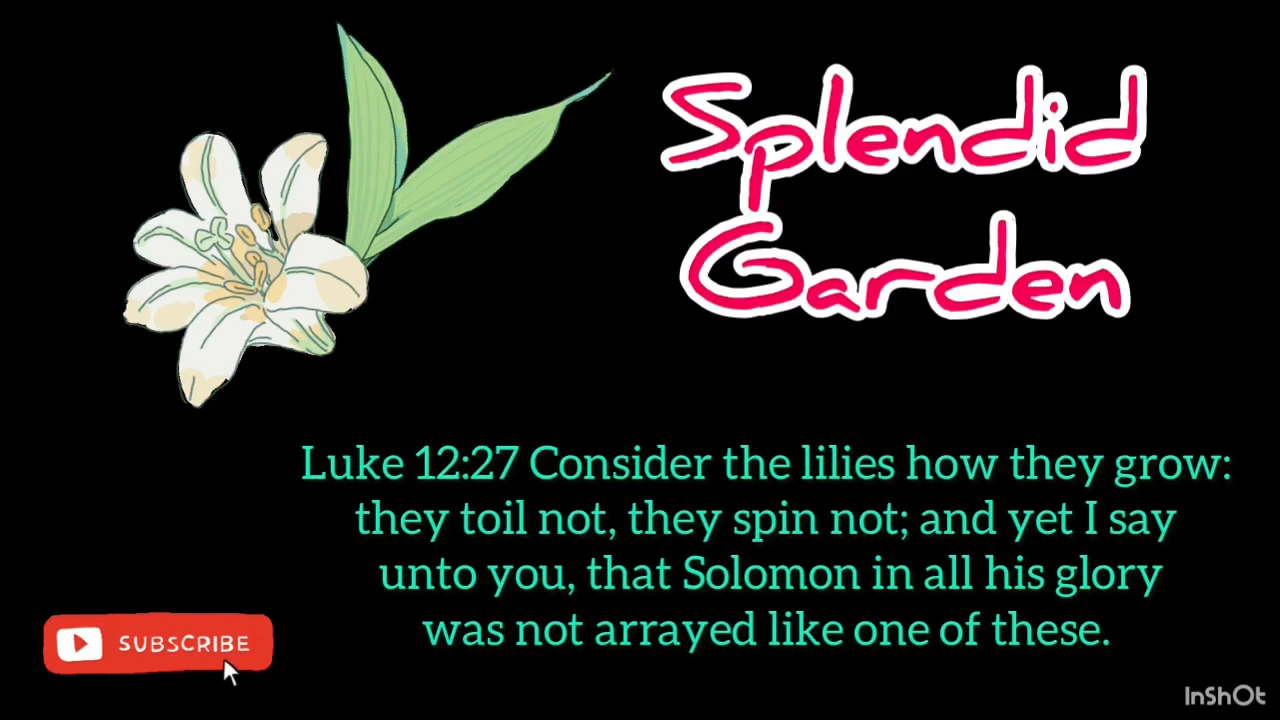 Splendid
Garden
Luke 12:27 Consider the lilies how they grow:
they toil not, they spin not; and yet I say
unto you, that Solomon in all his glory
was not arrayed like one of these.
SUBSCRIBE
InShOt